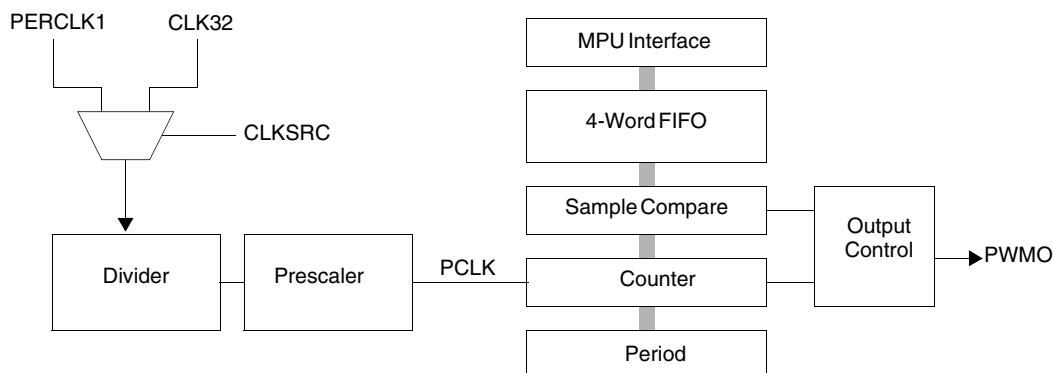 PERCLK1
CLK32
CLKSRC
Divider
Prescaler
PCLK
MPU Interface
4-Word FIFO
Sample Compare
Counter
Period
Output
Control
PWMO